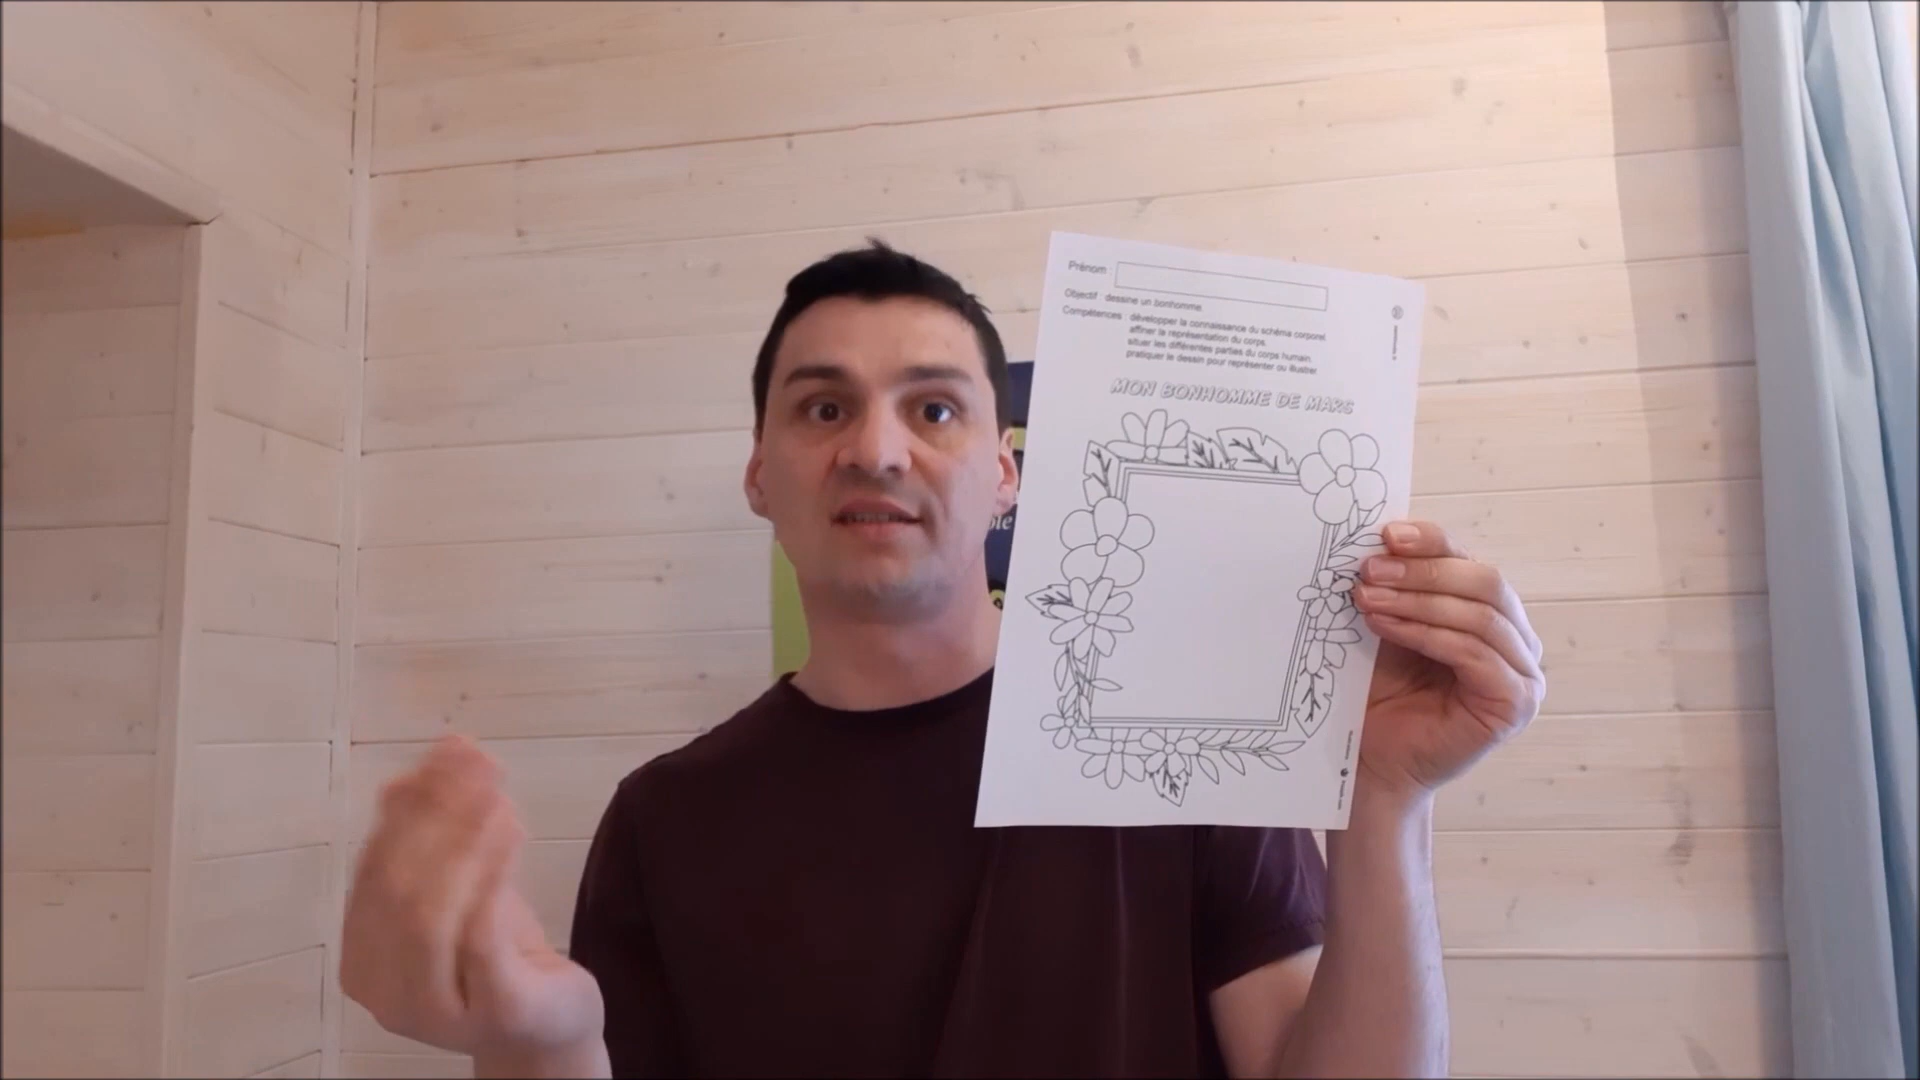 Prénom :
Objectif : dessine un bonhomme.
Compétences : développer la connaissance du schéma corporel.
affiner la représentation du corps.
situer les différentes parties du corps humain.
pratiquer le dessin pour représenter ou illustrer.
MON BONHOMME DE MARS